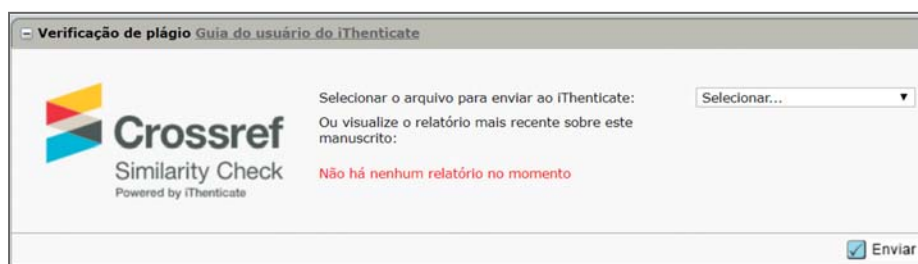 Verificação de plágio Guia do usuário do iThenticate
Crossref
Similarity Check
Powered by iThenticate
Selecionar o arquivo para enviar ao iThenticate:
Selecionar...
Ou visualize o relatório mais recente sobre este
manuscrito:
Não há nenhum relatório no momento
Enviar